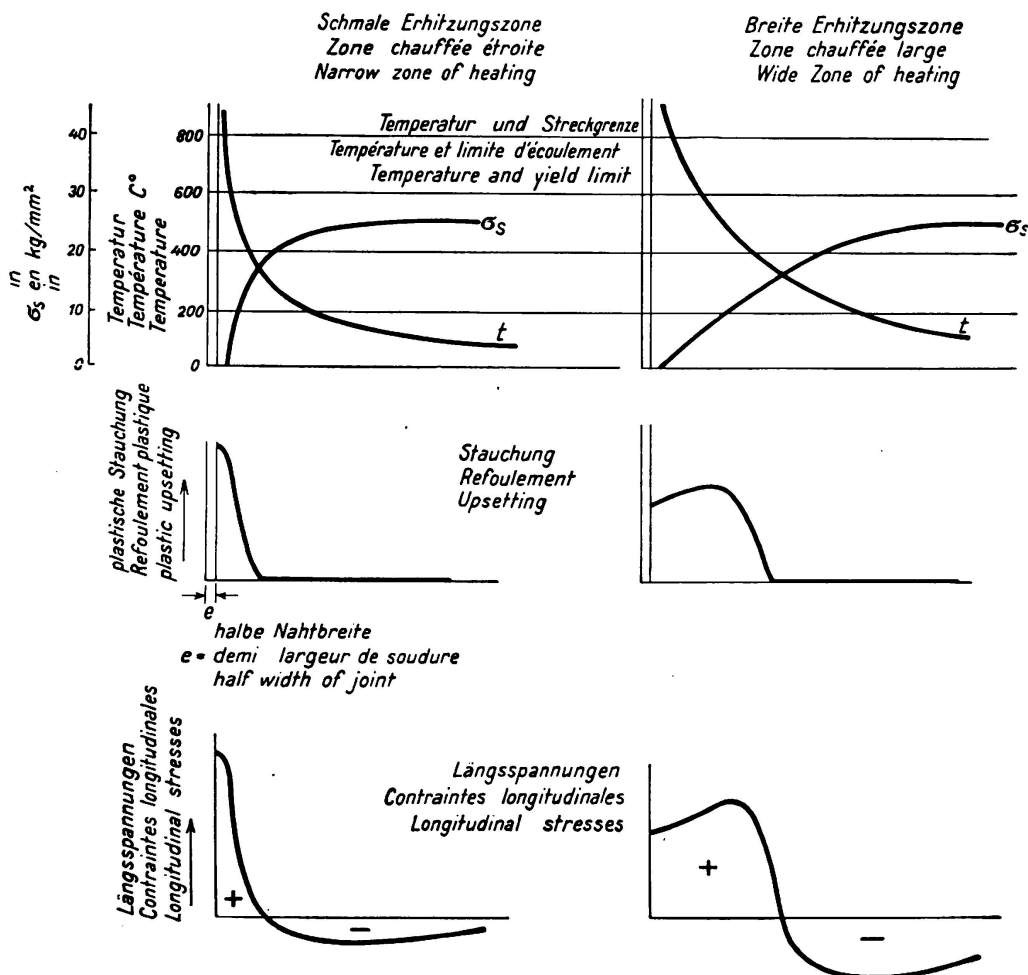 Schmale Erhitzungszone
Zone chauffée étroite
Narrow zone of heating
Breite Erhitzungszone
Zone chauffée large
Wide Zone of heating
Temperatur und Streckgrenze
Température et limite d'écoulement
Temperature and yield limit
in
σs en kg/mm²
in
40
30
20
10
0
Temperatur
Température C°
Temperature
800
600
400
200
0
σs
t
σs
t
plastische Stauchung
Refoulement plastique
plastic upsetting
Stauchung
Refoulement
Upsetting
e
halbe Nahtbreite
e = demi largeur de soudure
half width of joint
Längsspannungen
Contraintes longitudinales
Longitudinal stresses
Längsspannungen
Contraintes longitudinales
Longitudinal stresses
+
−
+
−